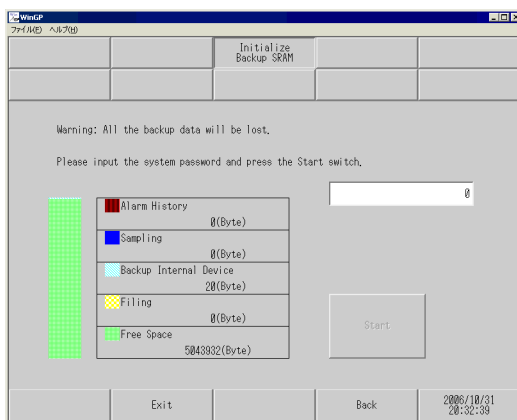 WinGP
ファイル(F) ヘルプ(H)
Initialize
Backup SRAM
Warning: All the backup data will be lost.
Please input the system password and press the Start switch.
0
Alarm History
0(Byte)
Sampling
0(Byte)
Backup Internal Device
20(Byte)
Filing
0(Byte)
Free Space
5043932(Byte)
Start
Exit
Back
2006/10/31
20:32:39